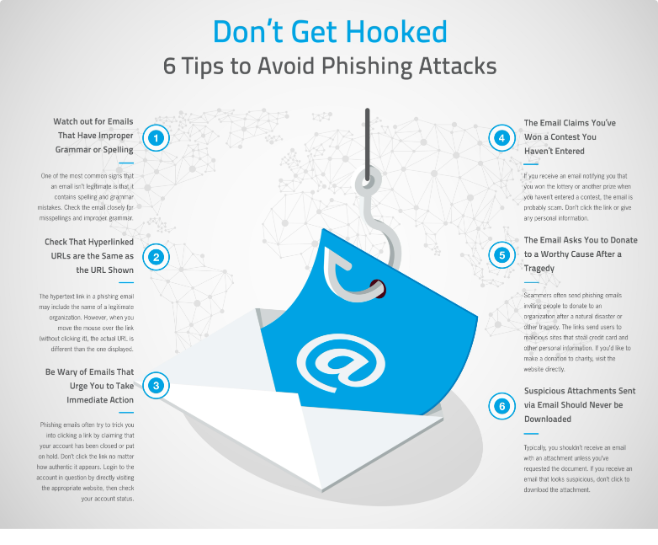 Don't Get Hooked
6 Tips to Avoid Phishing Attacks
1
Watch out for Emails
That Have Improper
Grammar or Spelling
One of the most common signs that
an email isn't legitimate is that it
contains spelling and grammar
mistakes. Check the email closely for
misspellings and improper grammar.
2
Check That Hyperlinked
URLs are the Same as
the URL Shown
The hypertext link in a phishing email
may include the name of a legitimate
organization. However, when you
move the mouse over the link
(without clicking it), the actual URL is
different than the one displayed.
3
Be Wary of Emails That
Urge You to Take
Immediate Action
Phishing emails often try to trick you
into clicking a link by claiming that
your account has been closed or put
on hold. Don't click the link no matter
how authentic it appears. Login to the
account in question by directly visiting
the appropriate website, then check
your account status.
@
4
The Email Claims You've
Won a Contest You
Haven't Entered
If you receive an email notifying you that
you won the lottery or another prize when
you haven't entered a contest, the email is
probably scam. Don't click the link or give
any personal information.
5
The Email Asks You to Donate
to a Worthy Cause After a
Tragedy
Scammers often send phishing emails
inviting people to donate to an
organization after a natural disaster or
other tragedy. The links send users to
malicious sites that steal credit card and
other personal information. If you'd like to
make a donation to charity, visit the
website directly.
6
Suspicious Attachments Sent
via Email Should Never be
Downloaded
Typically, you shouldn't receive an email
with an attachment unless you've
requested the document. If you receive an
email that looks suspicious, don't click to
download the attachment.